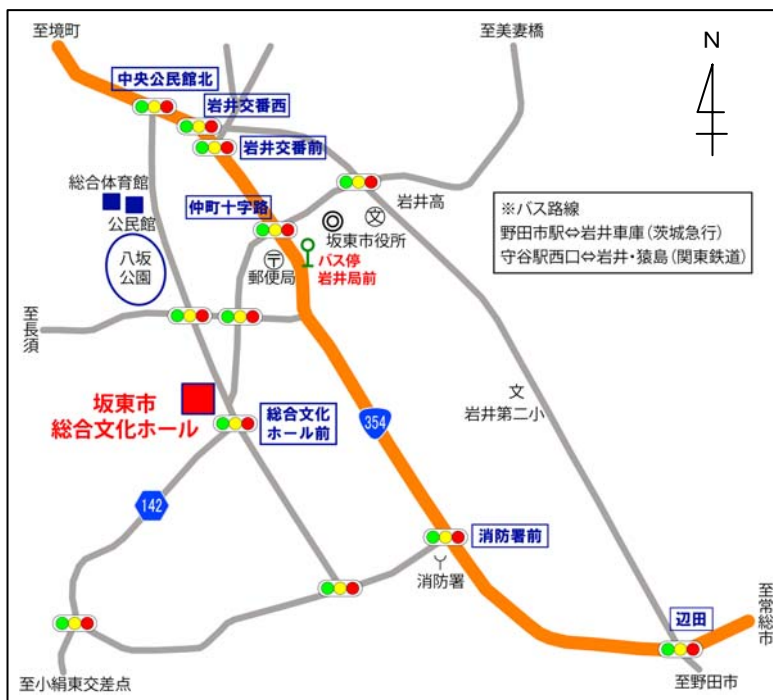 至境町
至美妻橋
N
中央公民館北
岩井交番西
岩井交番前
総合体育館
公民館
仲町十字路
岩井高
文
坂東市役所
八坂
公園
〒
郵便局
バス停
岩井局前
※バス路線
野田市駅⇔岩井車庫(茨城急行)
守谷駅西口⇔岩井・猿島(関東鉄道)
至長須
坂東市
総合文化ホール
総合文化
ホール前
354
文
岩井第二小
142
消防署前
消防署
辺田
至常総市
至小絹東交差点
至野田市